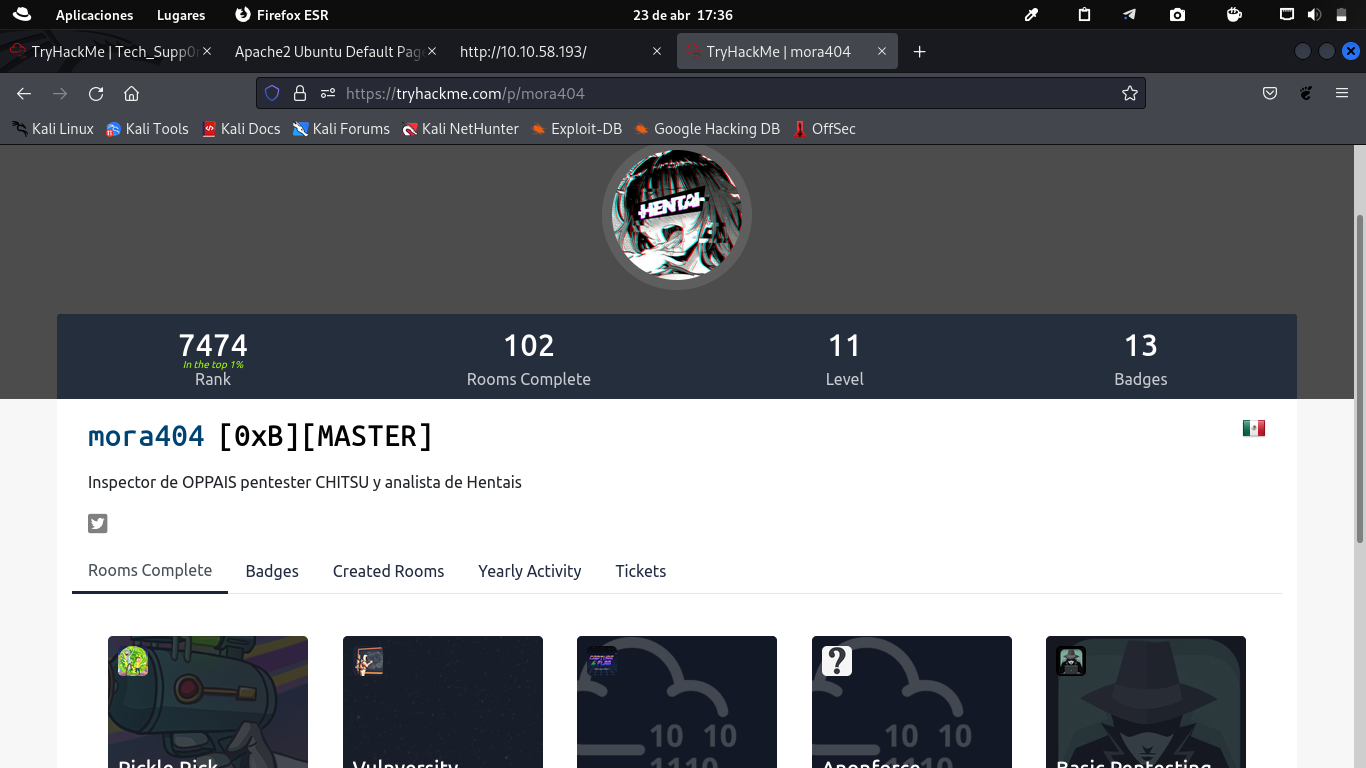 Aplicaciones Lugares Firefox ESR 23 de abr 17:36
TryHackMe | Tech_Supp0 Apache2 Ubuntu Default Page http://10.10.58.193/ TryHackMe | mora404
https://tryhackme.com/p/mora404
Kali Linux Kali Tools Kali Docs Kali Forums Kali NetHunter Exploit-DB Google Hacking DB OffSec
HENTAI
7474 102 11 13
In the top 1%
Rank Rooms Complete Level Badges
mora404 [0xB][MASTER]
Inspector de OPPAIS pentester CHITSU y analista de Hentais
Rooms Complete Badges Created Rooms Yearly Activity Tickets
10 10 10 10
1110 1110
Pickle Rick Vulnversity Anonforce Basic Pentesting